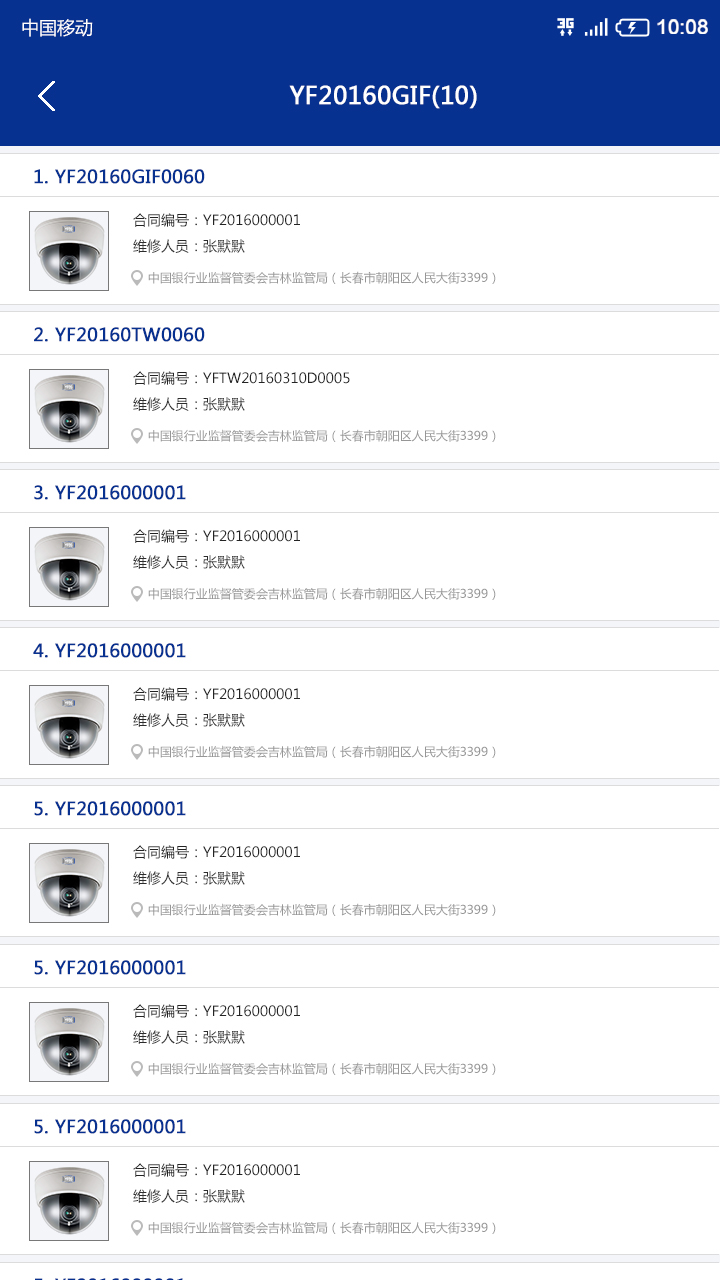 中国移动 3G 10:08
YF20160GIF(10)
1. YF20160GIF0060
合同编号：YF2016000001
维修人员：张默默
中国银行业监督管委会吉林监管局（长春市朝阳区人民大街3399）
2. YF20160TW0060
合同编号：YFTW20160310D0005
维修人员：张默默
中国银行业监督管委会吉林监管局（长春市朝阳区人民大街3399）
3. YF2016000001
合同编号：YF2016000001
维修人员：张默默
中国银行业监督管委会吉林监管局（长春市朝阳区人民大街3399）
4. YF2016000001
合同编号：YF2016000001
维修人员：张默默
中国银行业监督管委会吉林监管局（长春市朝阳区人民大街3399）
5. YF2016000001
合同编号：YF2016000001
维修人员：张默默
中国银行业监督管委会吉林监管局（长春市朝阳区人民大街3399）
5. YF2016000001
合同编号：YF2016000001
维修人员：张默默
中国银行业监督管委会吉林监管局（长春市朝阳区人民大街3399）
5. YF2016000001
合同编号：YF2016000001
维修人员：张默默
中国银行业监督管委会吉林监管局（长春市朝阳区人民大街3399）